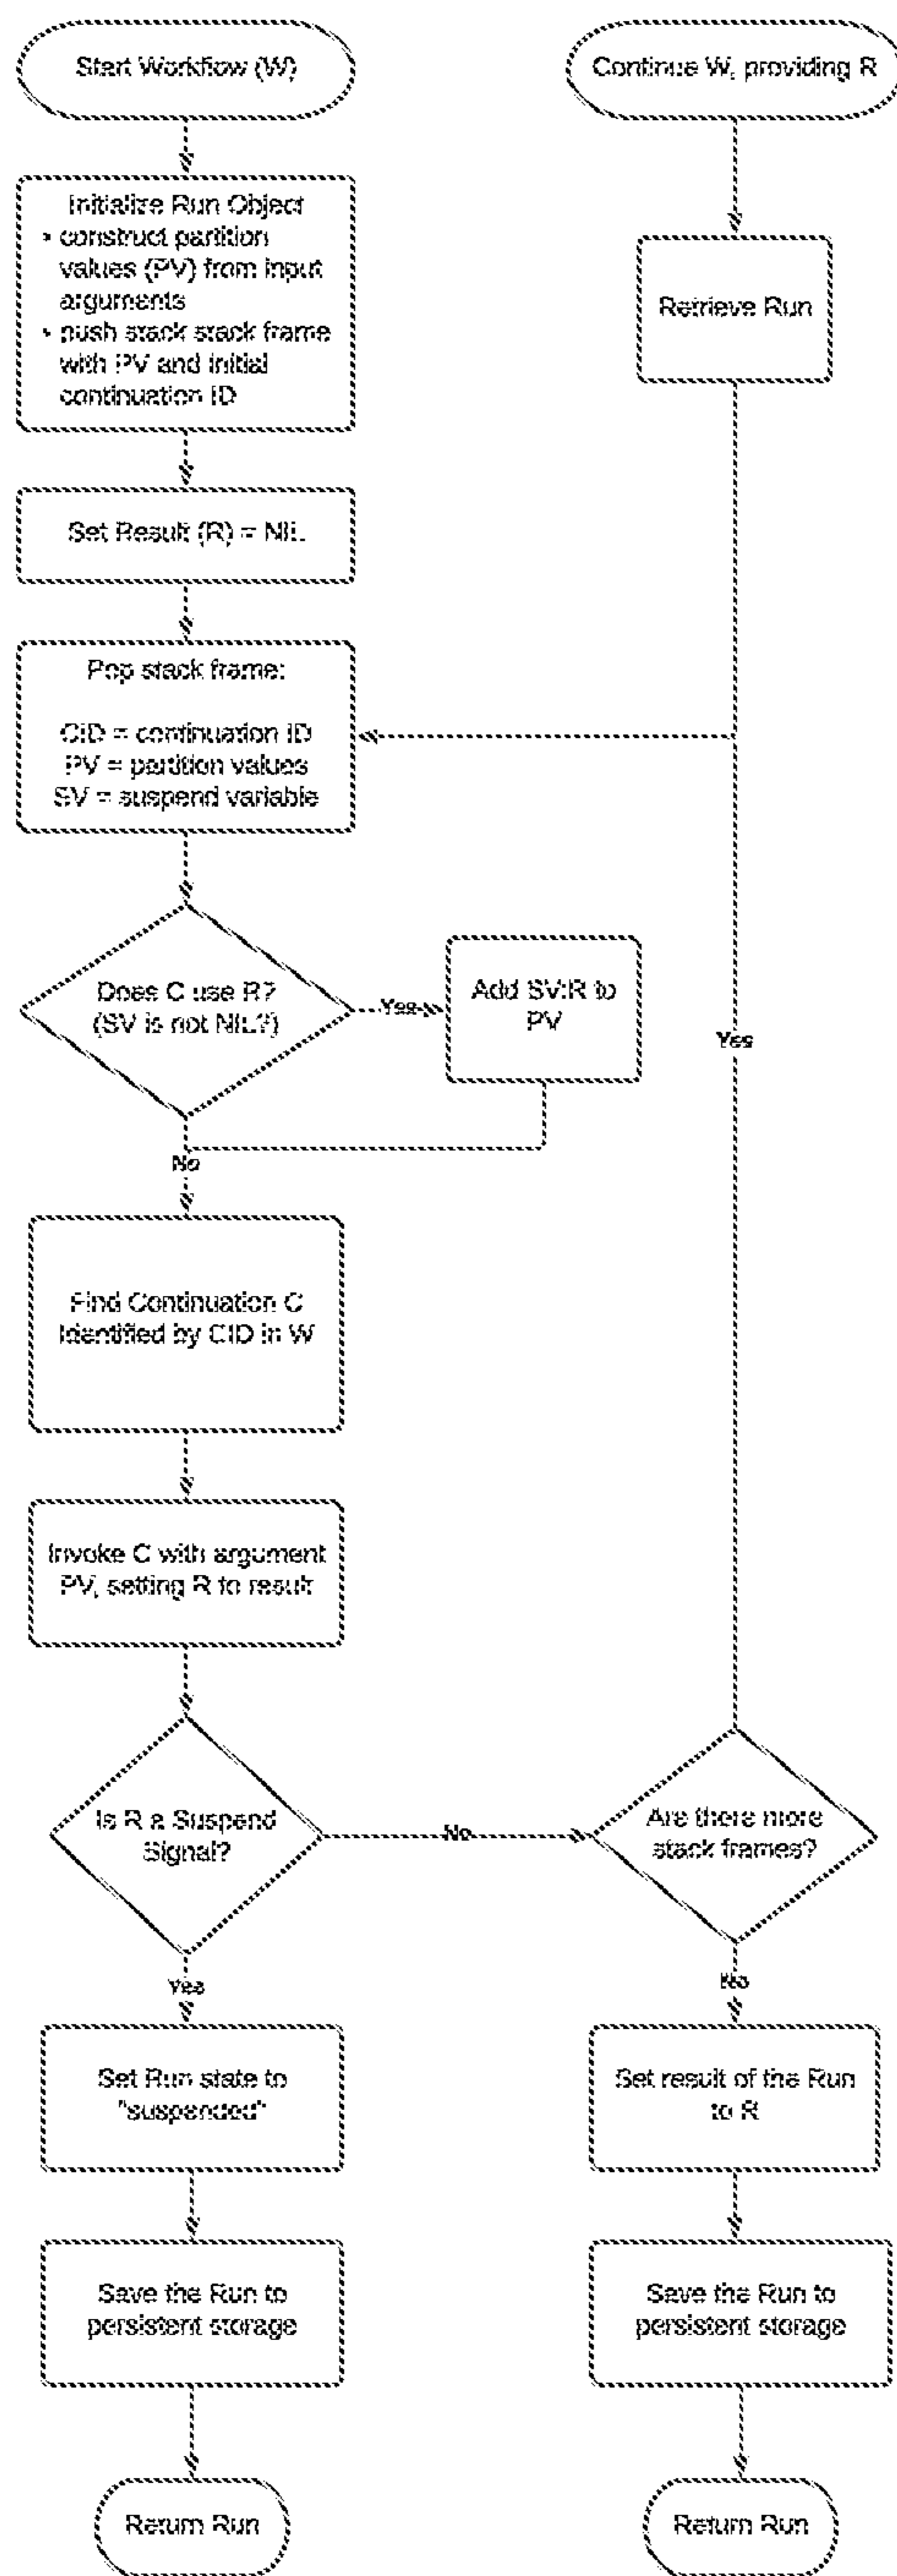 Start Workflow (W)
Continue W, providing R
Initialize Run Object
• construct partition
values (PV) from input
arguments
• push stack stack frame
with PV and initial
continuation ID
Retrieve Run
Set Result (R) = NIL
Pop stack frame:
CID = continuation ID
PV = partition values
SV = suspend variable
Does C use R?
(SV is not NIL?)
Yes
Add SV:R to
PV
Yes
No
Find Continuation C
Identified by CID in W
Invoke C with argument
PV, setting R to result
Is R a Suspend
Signal?
No
Are there more
stack frames?
Yes
No
Set Run state to
"suspended"
Set result of the Run
to R
Save the Run to
persistent storage
Save the Run to
persistent storage
Return Run
Return Run